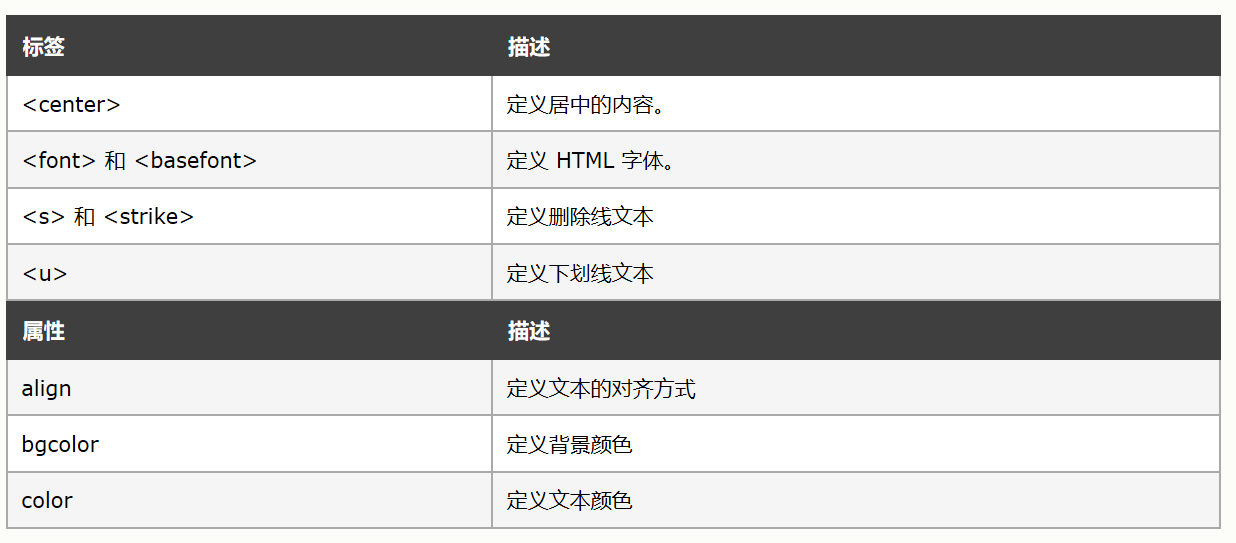 标签 描述
<center> 定义居中的内容。
<font> 和 <basefont> 定义 HTML 字体。
<s> 和 <strike> 定义删除线文本
<u> 定义下划线文本
属性 描述
align 定义文本的对齐方式
bgcolor 定义背景颜色
color 定义文本颜色